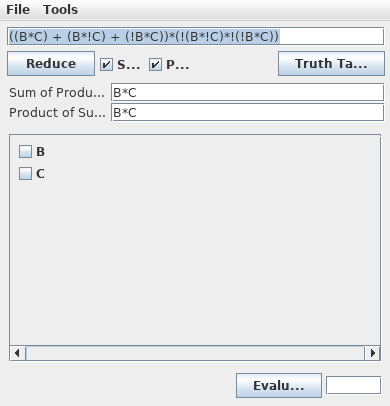 File Tools
((B*C) + (B*!C) + (!B*C))*(!(B*!C)*!(!B*C))
Reduce S... P... Truth Ta...
Sum of Produ... B*C
Product of Su... B*C
B
C
Evalu...